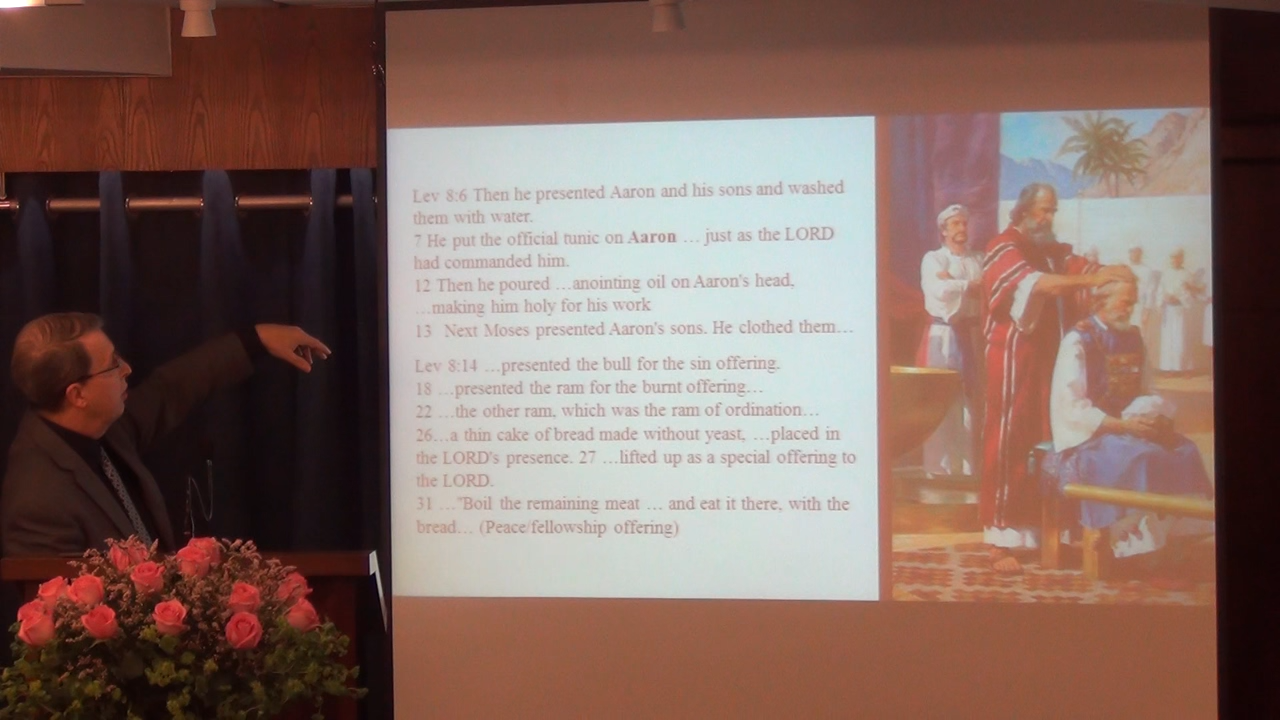 Lev 8:6 Then he presented Aaron and his sons and washed
them with water.
7 He put the official tunic on Aaron … just as the LORD
had commanded him.
12 Then he poured …anointing oil on Aaron's head,
…making him holy for his work
13 Next Moses presented Aaron's sons. He clothed them…
Lev 8:14 …presented the bull for the sin offering.
18 …presented the ram for the burnt offering…
22 …the other ram, which was the ram of ordination…
26…a thin cake of bread made without yeast, …placed in
the LORD's presence. 27 …lifted up as a special offering to
the LORD.
31 …"Boil the remaining meat … and eat it there, with the
bread… (Peace/fellowship offering)